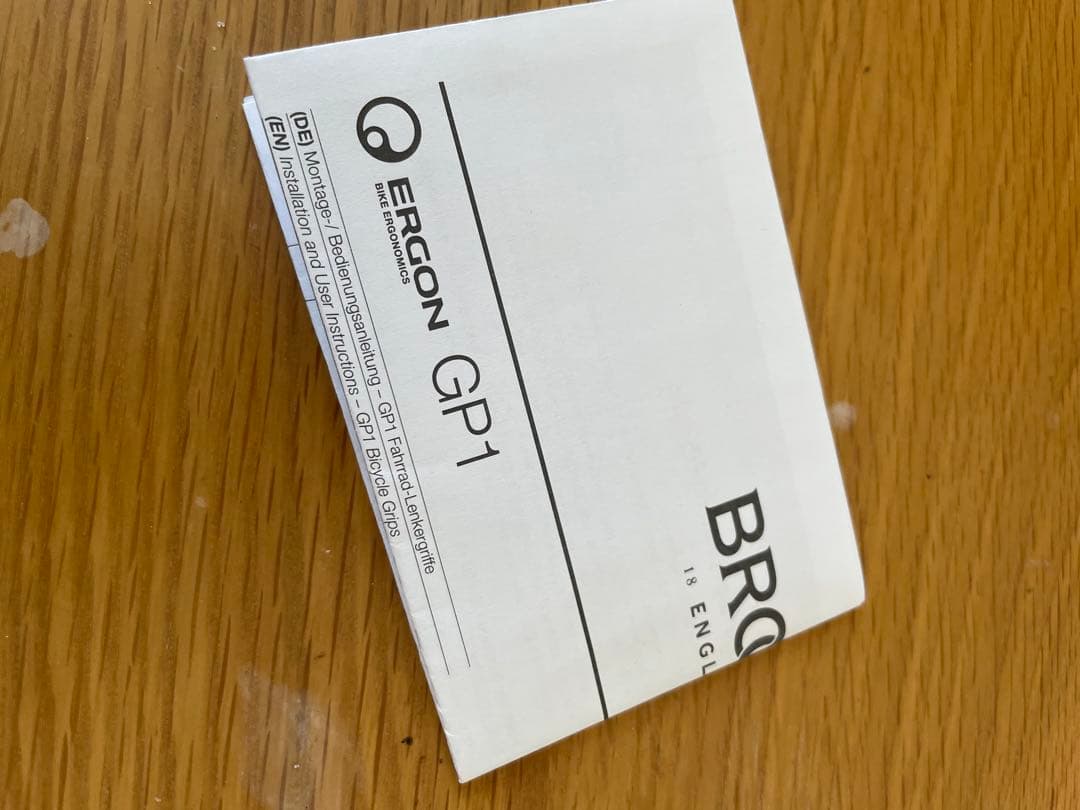 BRO
18 ENGL
ERGON GP1
BIKE ERGONOMICS
(DE) Montage-/ Bedienungsanleitung – GP1 Fahrrad-Lenkergriffe
(EN) Installation and User Instructions – GP1 Bicycle Grips